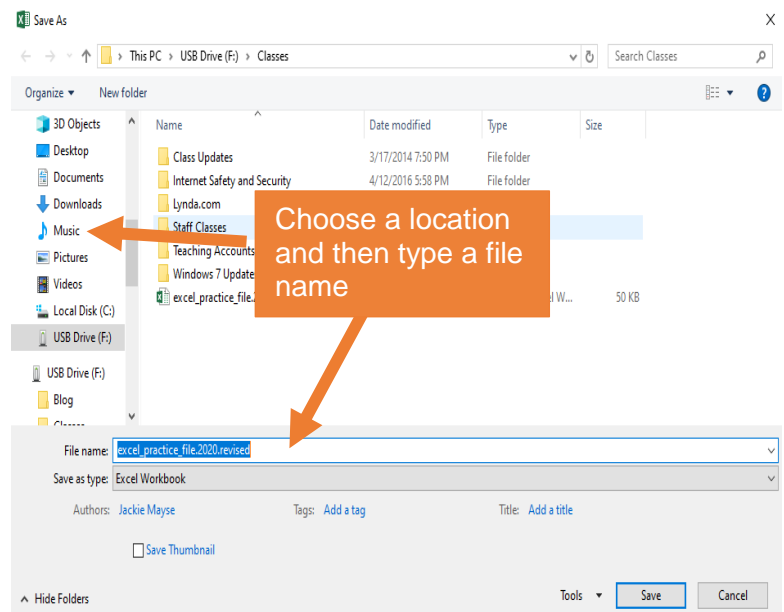 Save As
X
This PC > USB Drive (F:) > Classes
Search Classes
Organize
New folder
3D Objects
Desktop
Documents
Downloads
Music
Pictures
Videos
Local Disk (C:)
USB Drive (F:)
USB Drive (F:)
Blog
Name Date modified Type Size
Class Updates 3/17/2014 7:50 PM File folder
Internet Safety and Security 4/12/2016 5:58 PM File folder
Lynda.com
Staff Classes
Teaching Accounts
Windows 7 Update
excel_practice_file. 50 KB
Choose a location
and then type a file
name
File name: excel_practice_file.2020.revised
Save as type: Excel Workbook
Authors: Jackie Mayse Tags: Add a tag Title: Add a title
Save Thumbnail
Hide Folders
Tools Save Cancel